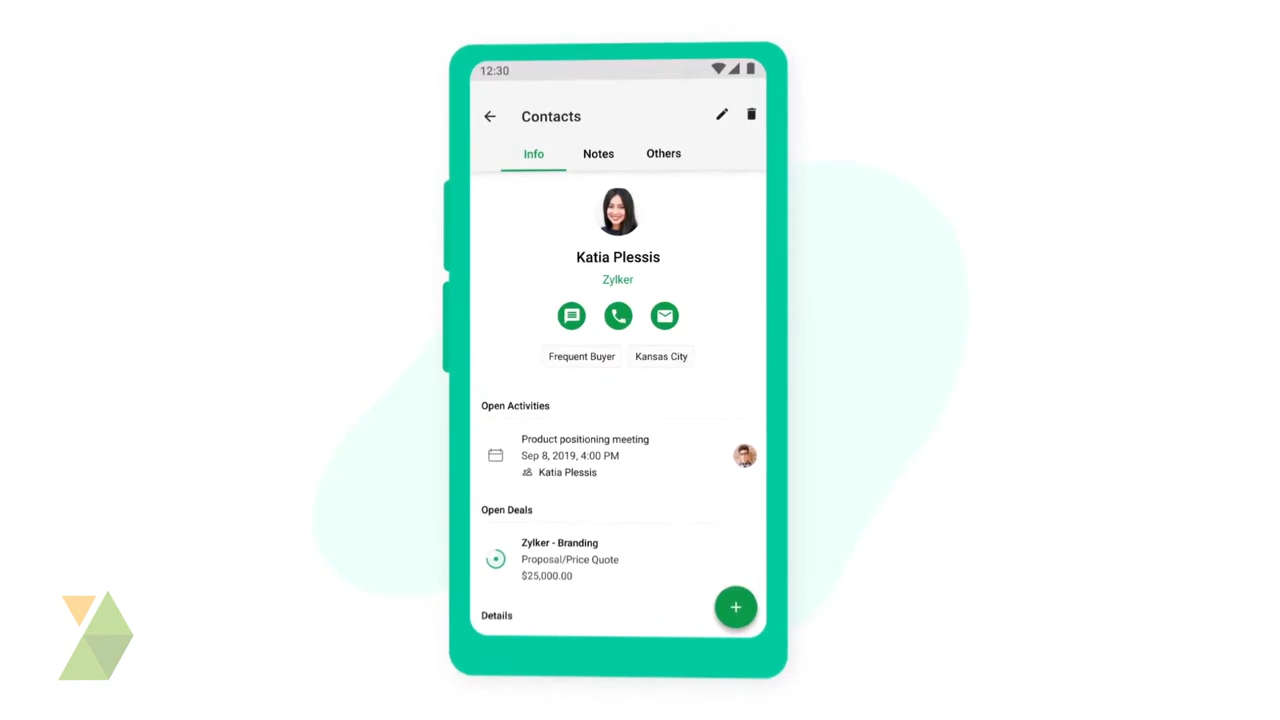 12:30
Contacts
Info Notes Others
Katia Plessis
Zylker
Frequent Buyer Kansas City
Open Activities
Product positioning meeting
Sep 8, 2019, 4:00 PM
Katia Plessis
Open Deals
Zylker - Branding
Proposal/Price Quote
$25,000.00
Details